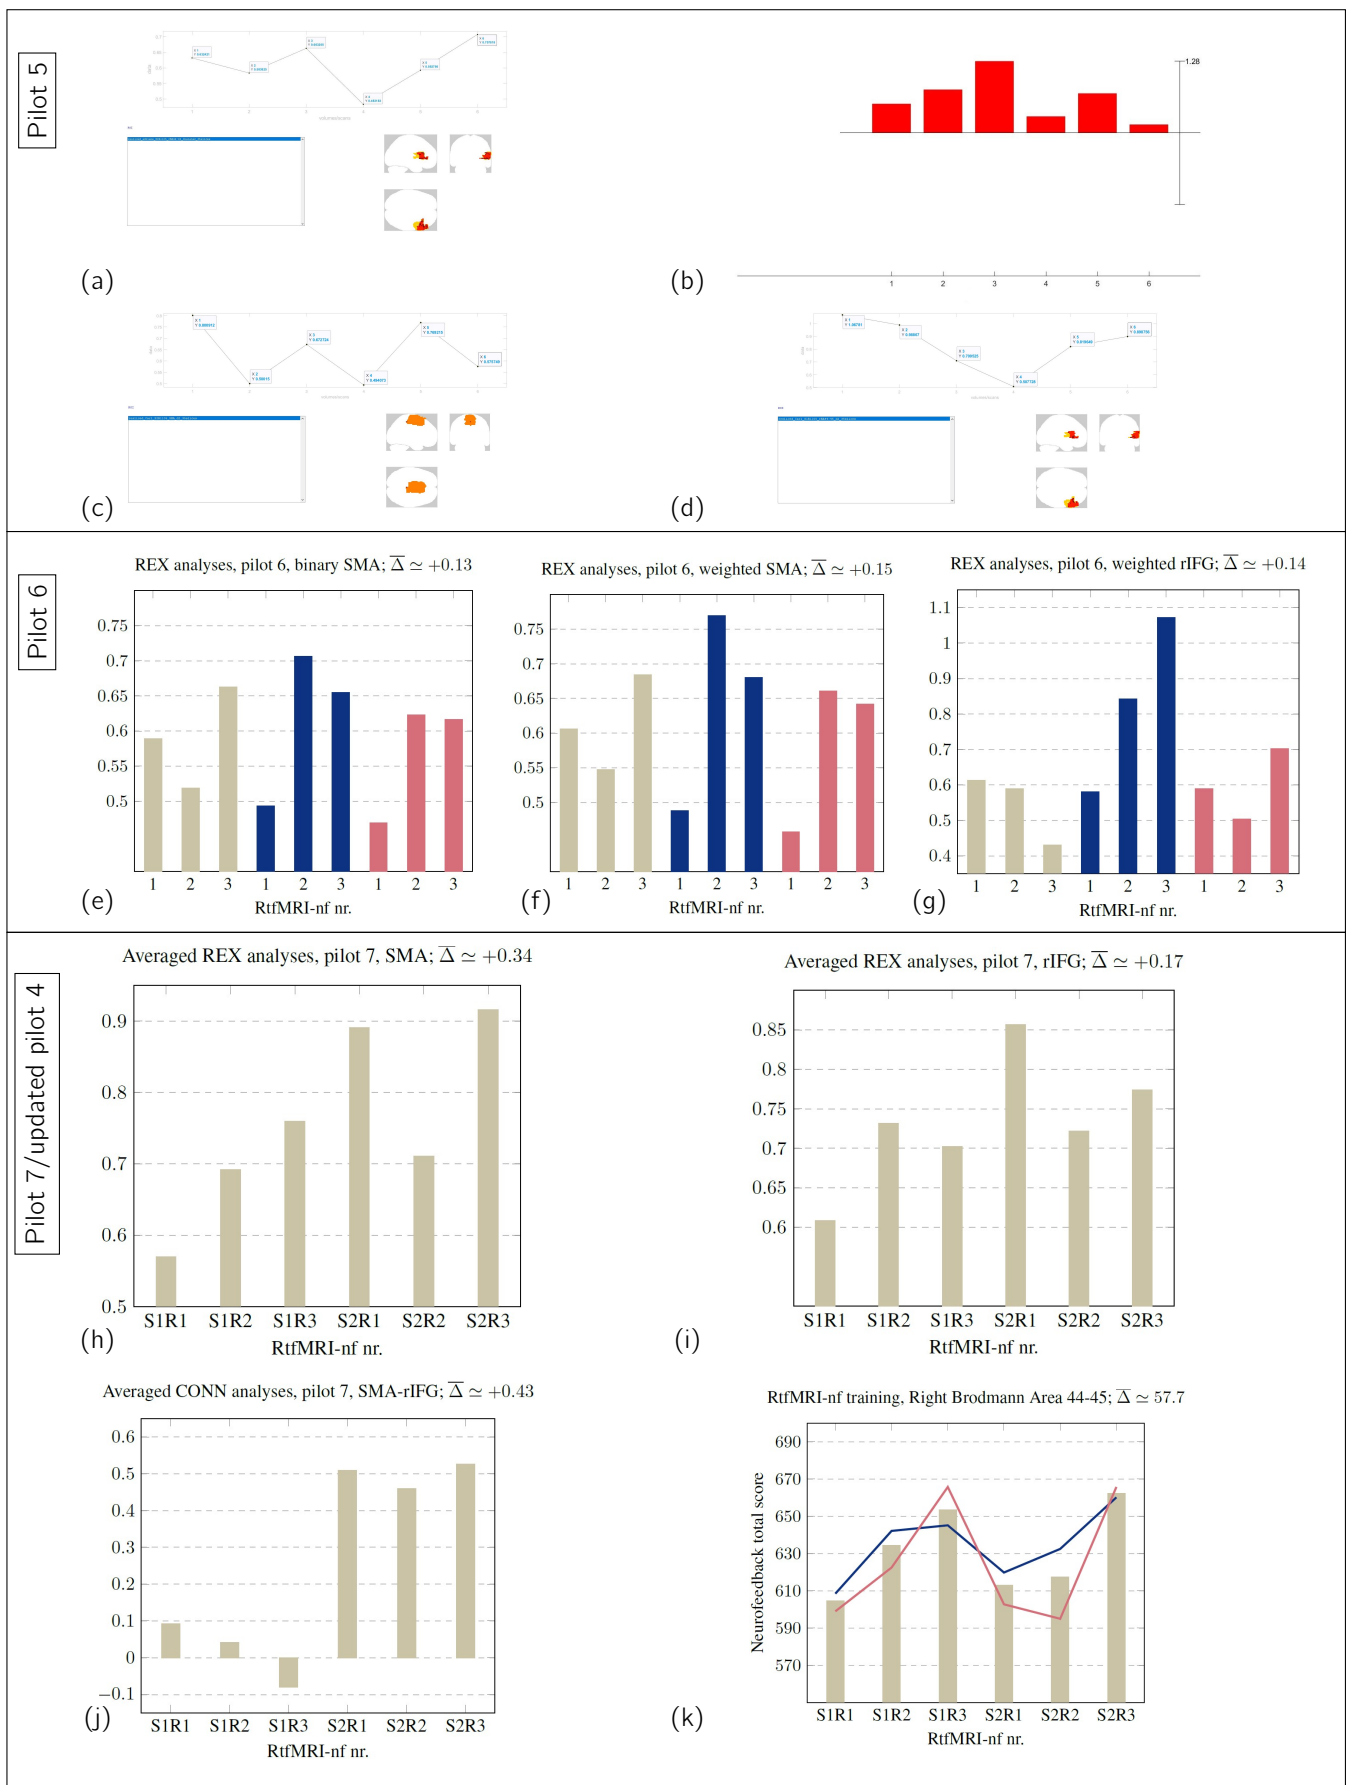 Pilot 5
(a)
1.28
1 2 3 4 5 6
(b)
(c)
(d)
Pilot 6
REX analyses, pilot 6, binary SMA; Δ ≃ +0.13
0.75
0.7
0.65
0.6
0.55
0.5
1 2 3 1 2 3 1 2 3
RtfMRI-nf nr.
(e)
REX analyses, pilot 6, weighted SMA; Δ ≃ +0.15
0.75
0.7
0.65
0.6
0.55
0.5
1 2 3 1 2 3 1 2 3
RtfMRI-nf nr.
(f)
REX analyses, pilot 6, weighted rIFG; Δ ≃ +0.14
1.1
1
0.9
0.8
0.7
0.6
0.5
0.4
1 2 3 1 2 3 1 2 3
RtfMRI-nf nr.
(g)
Pilot 7/updated pilot 4
Averaged REX analyses, pilot 7, SMA; Δ ≃ +0.34
0.9
0.8
0.7
0.6
0.5
S1R1 S1R2 S1R3 S2R1 S2R2 S2R3
RtfMRI-nf nr.
(h)
Averaged REX analyses, pilot 7, rIFG; Δ ≃ +0.17
0.85
0.8
0.75
0.7
0.65
0.6
S1R1 S1R2 S1R3 S2R1 S2R2 S2R3
RtfMRI-nf nr.
(i)
Averaged CONN analyses, pilot 7, SMA-rIFG; Δ ≃ +0.43
0.6
0.5
0.4
0.3
0.2
0.1
0
−0.1
S1R1 S1R2 S1R3 S2R1 S2R2 S2R3
RtfMRI-nf nr.
(j)
RtfMRI-nf training, Right Brodmann Area 44-45; Δ ≃ 57.7
Neurofeedback total score
690
670
650
630
610
590
570
S1R1 S1R2 S1R3 S2R1 S2R2 S2R3
RtfMRI-nf nr.
(k)